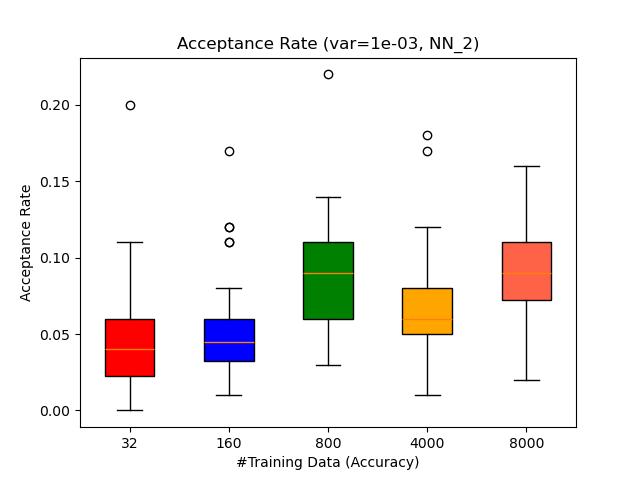 Acceptance Rate (var=1e-03, NN_2)
Acceptance Rate
0.20
0.15
0.10
0.05
0.00
32 160 800 4000 8000
#Training Data (Accuracy)